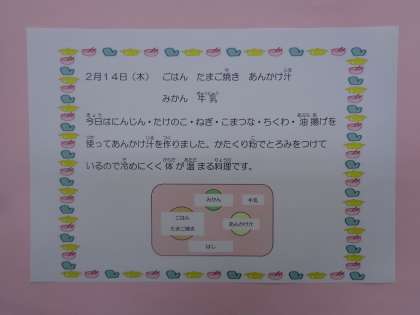 2月14日(木) ごはん たまご焼き あんかけ汁
みかん 牛乳
今日はにんじん・たけのこ・ねぎ・こまつな・ちくわ・油揚げを
使ってあんかけ汁を作りました。かたくり粉でとろみをつけて
いるので冷めにくく体が温まる料理です。
みかん 牛乳
ごはん
たまご焼き
あんかけ汁
はし